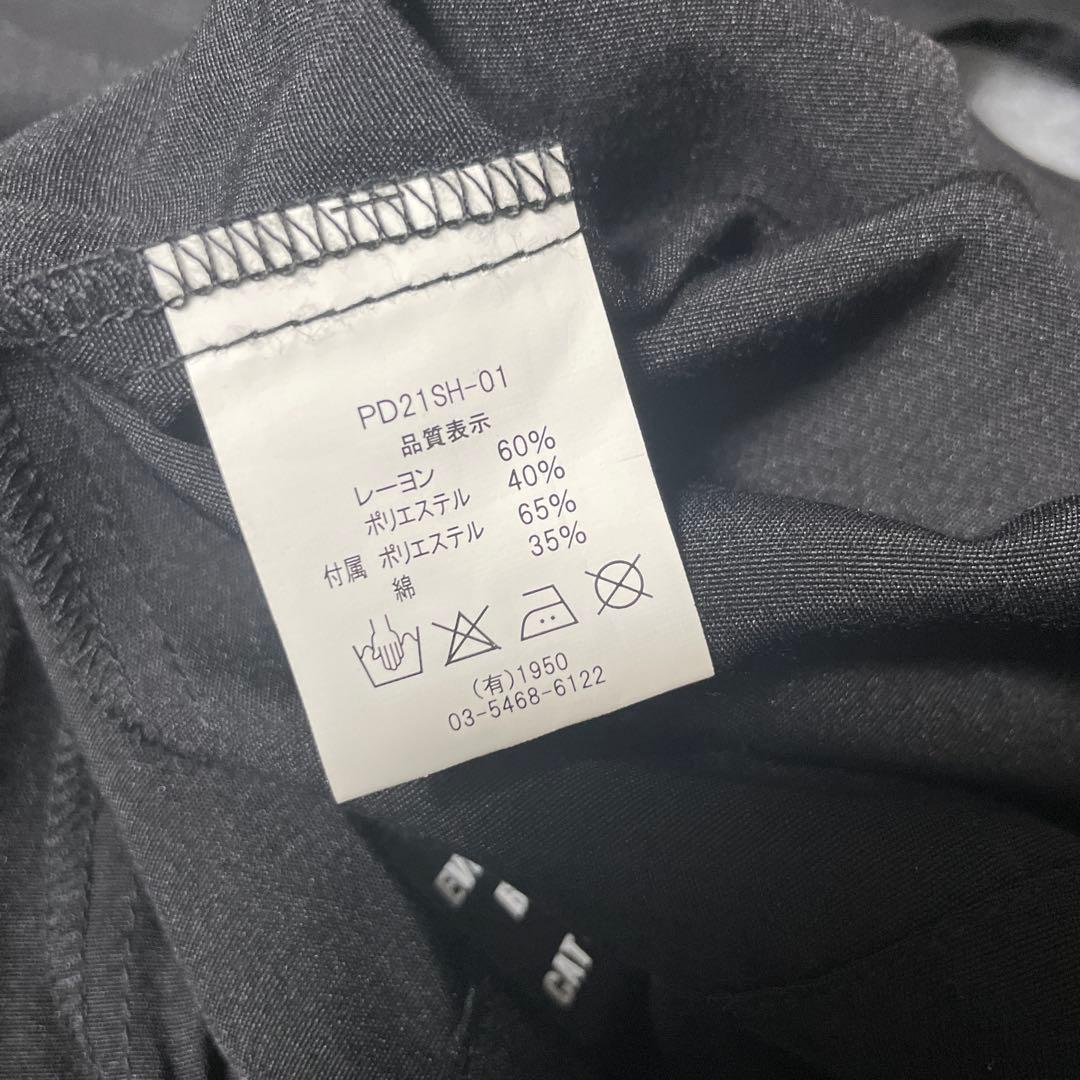 PD21SH-01
品質表示
レーヨン 60%
ポリエステル 40%
付属 ポリエステル 65%
綿 35%
(有)1950
03-5468-6122
CAT